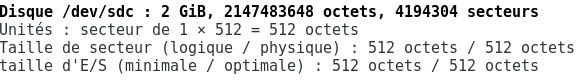 Disque /dev/sdc : 2 GiB, 2147483648 octets, 4194304 secteurs
Unités : secteur de 1 × 512 = 512 octets
Taille de secteur (logique / physique) : 512 octets / 512 octets
taille d'E/S (minimale / optimale) : 512 octets / 512 octets